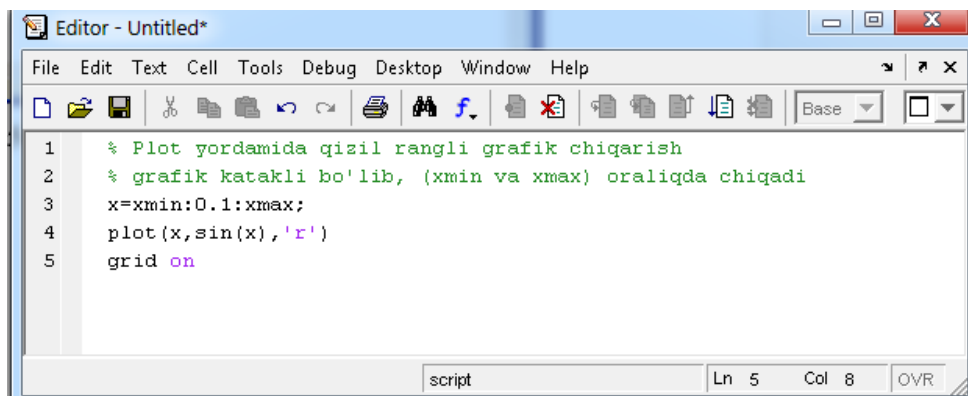 Editor - Untitled*
File Edit Text Cell Tools Debug Desktop Window Help
Base
1 % Plot yordamida qizil rangli grafik chiqarish
2 % grafik katakli bo'lib, (xmin va xmax) oraliqda chiqadi
3 x=xmin:0.1:xmax;
4 plot(x,sin(x),'r')
5 grid on
script Ln 5 Col 8 OVR